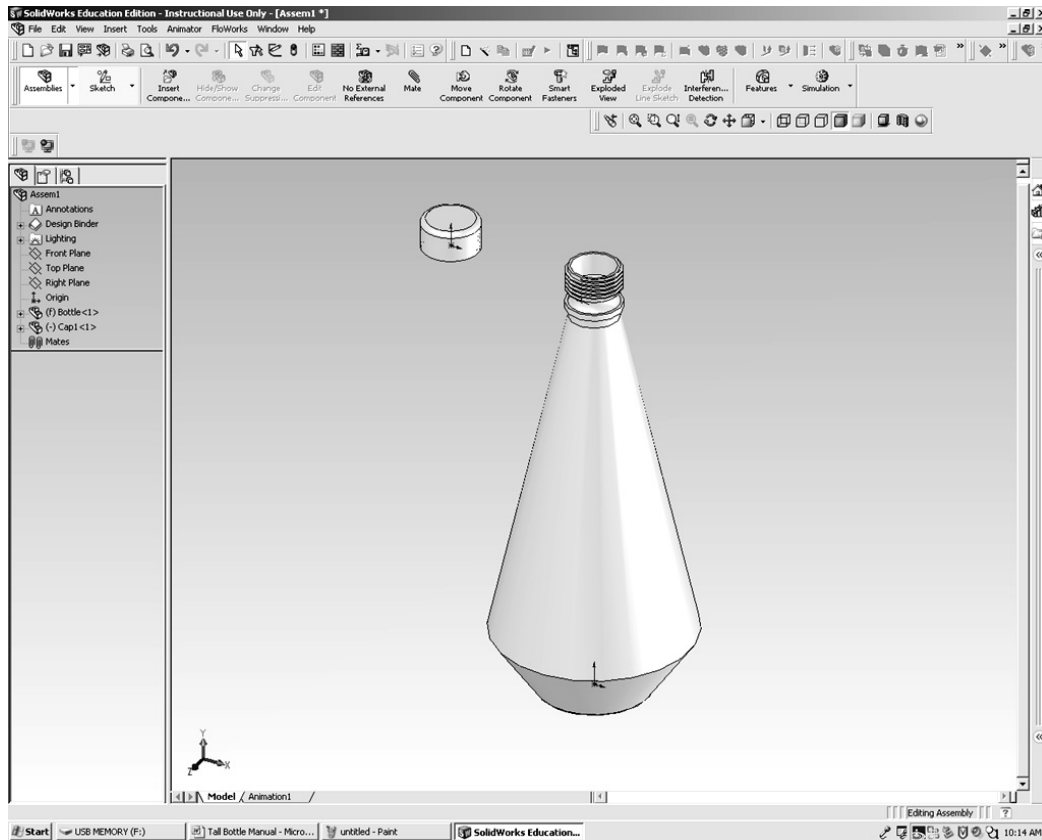 SolidWorks Education Edition - Instructional Use Only - [Assem1 *]
File Edit View Insert Tools Animator FloWorks Window Help
Assemblies Sketch Insert Compone... Hide/Show Compone... Change Suppressi... Edit Component No External References Mate Move Component Rotate Component Smart Fasteners Exploded View Explode Line Sketch Interferen... Detection Features Simulation
Assem1
Annotations
Design Binder
Lighting
Front Plane
Top Plane
Right Plane
Origin
(f) Bottle<1>
(-) Cap1<1>
Mates
Y
Z X
Model Animation1
Editing Assembly ?
Start USB MEMORY (F:) Tall Bottle Manual - Micro... untitled - Paint SolidWorks Education... 10:14 AM